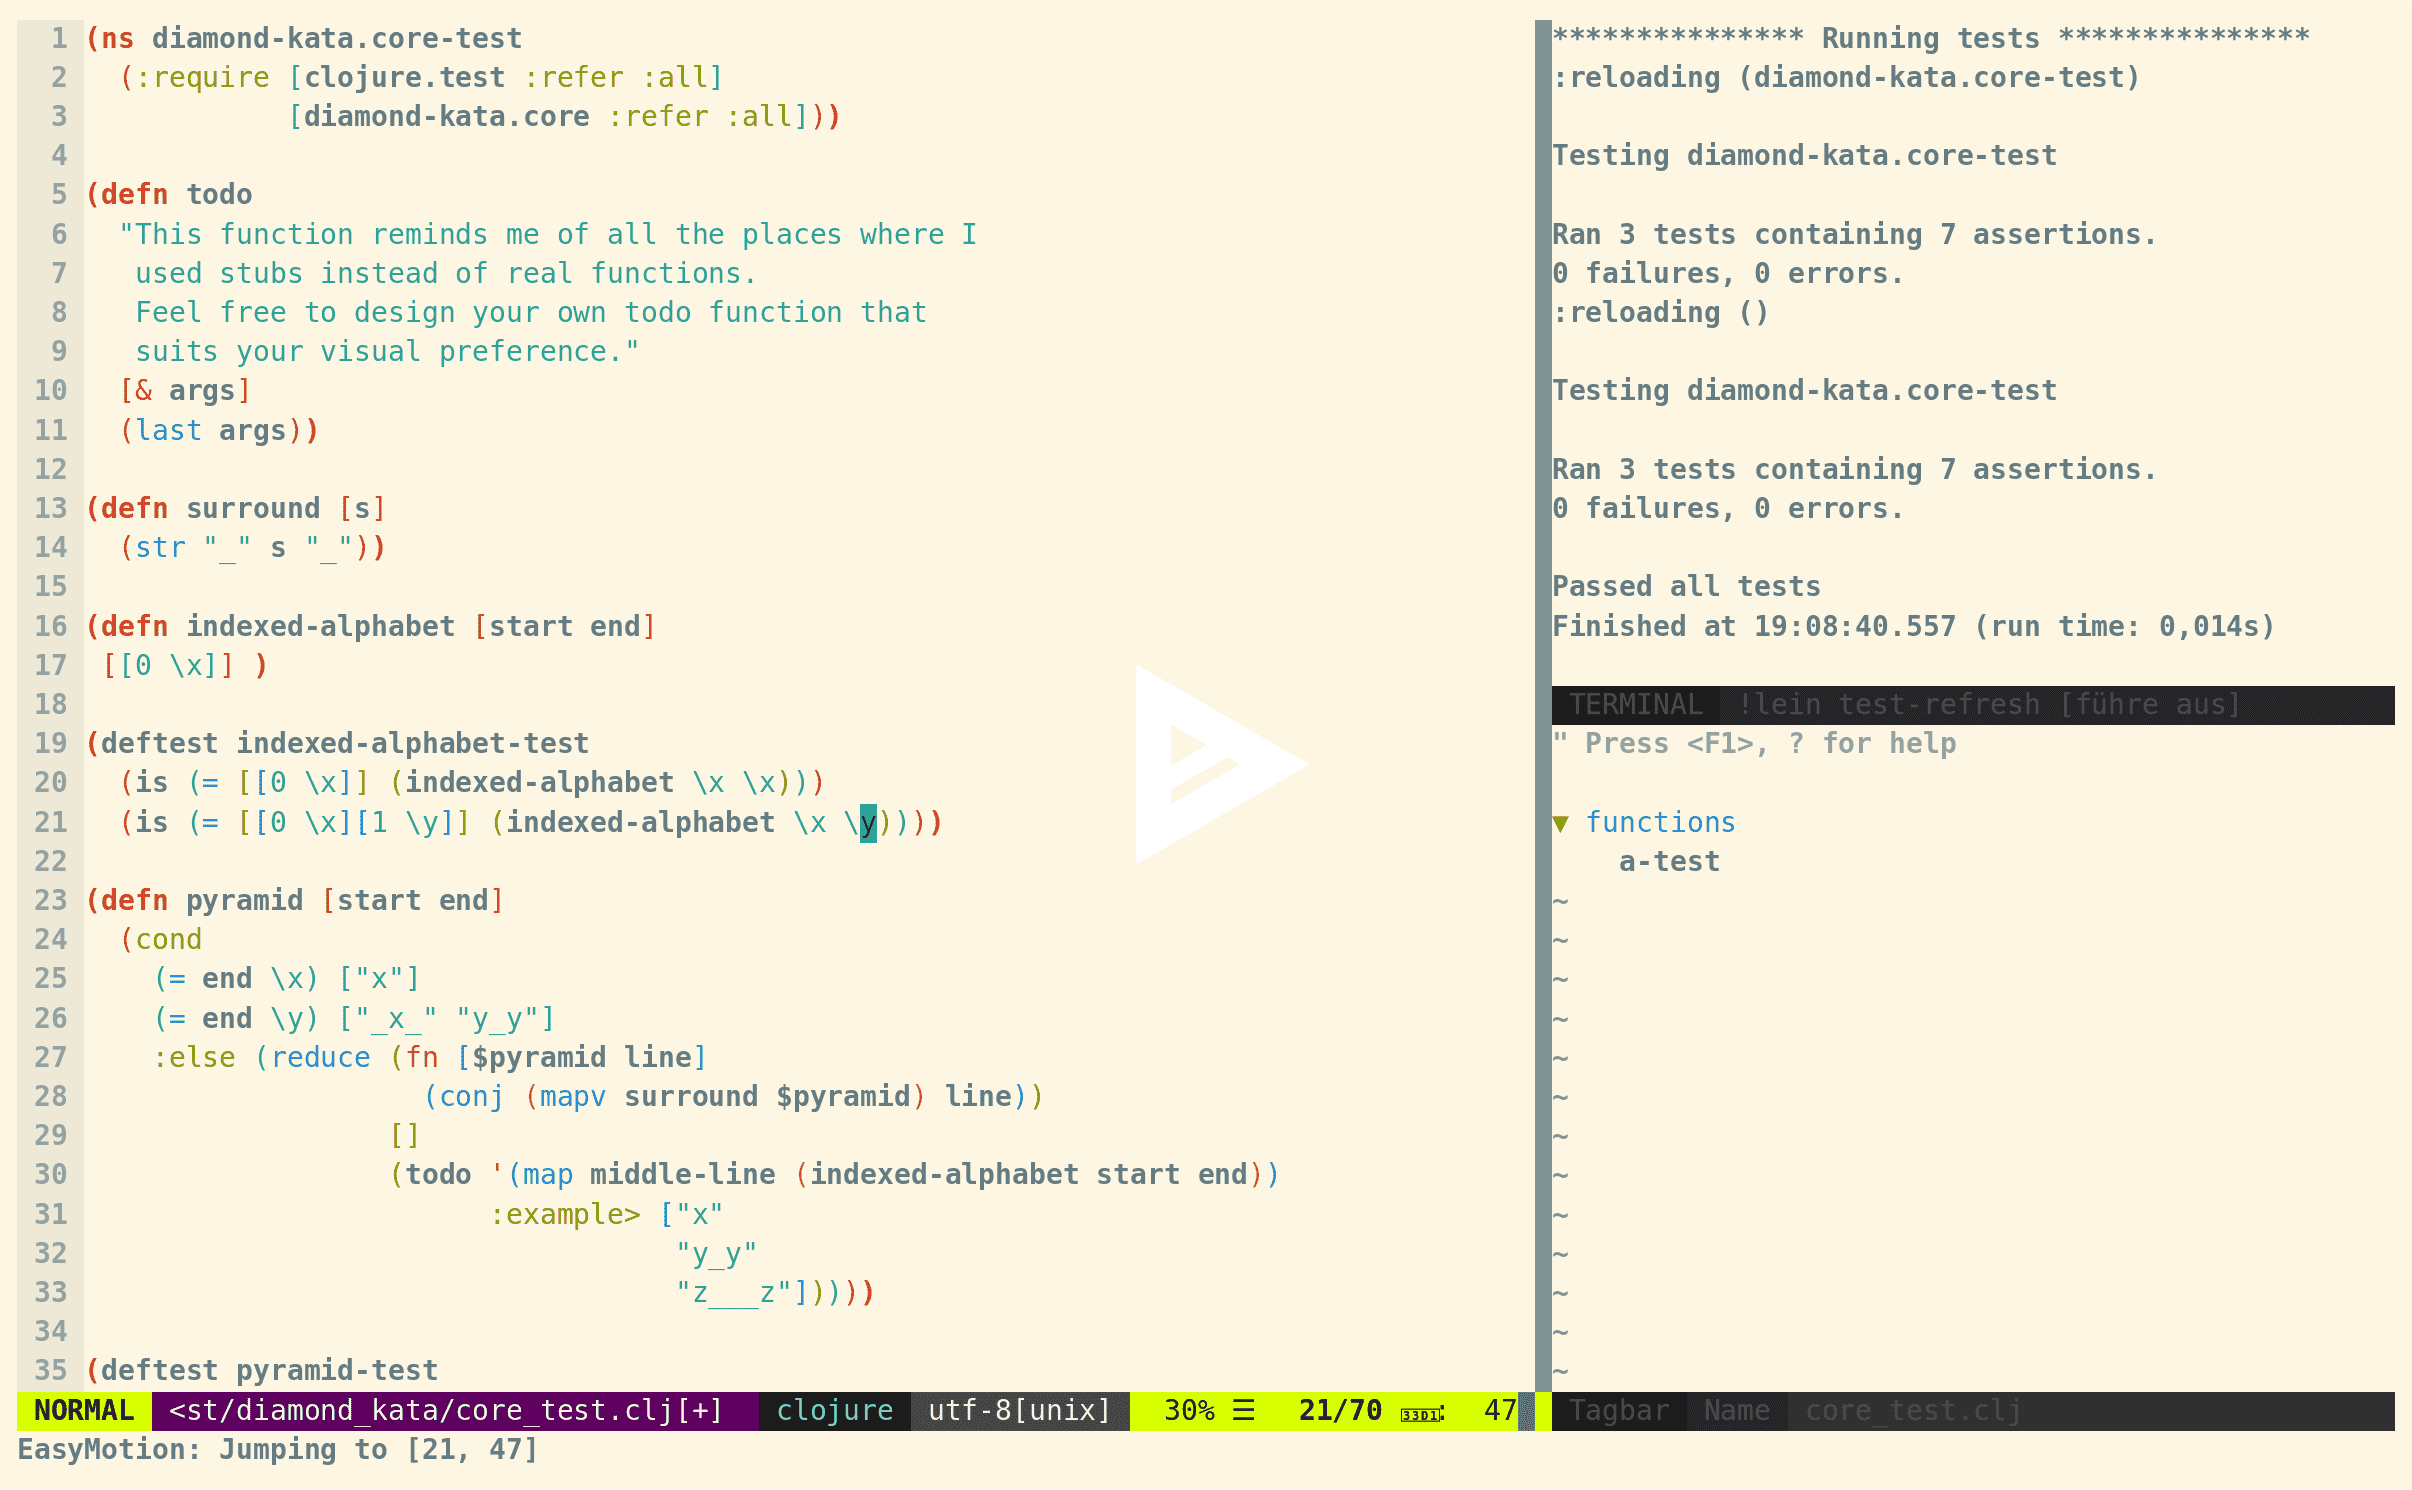 1 (ns diamond-kata.core-test
2   (:require [clojure.test :refer :all]
3             [diamond-kata.core :refer :all]))
4
5 (defn todo
6   "This function reminds me of all the places where I
7    used stubs instead of real functions.
8    Feel free to design your own todo function that
9    suits your visual preference."
10   [& args]
11   (last args))
12
13 (defn surround [s]
14   (str "_" s "_"))
15
16 (defn indexed-alphabet [start end]
17  [[0 \x]] )
18
19 (deftest indexed-alphabet-test
20   (is (= [[0 \x]] (indexed-alphabet \x \x)))
21   (is (= [[0 \x][1 \y]] (indexed-alphabet \x \y))))
22
23 (defn pyramid [start end]
24   (cond
25     (= end \x) ["x"]
26     (= end \y) ["_x_" "y_y"]
27     :else (reduce (fn [$pyramid line]
28                     (conj (mapv surround $pyramid) line))
29                   []
30                   (todo '(map middle-line (indexed-alphabet start end))
31                         :example> ["x"
32                                    "y_y"
33                                    "z___z"]))))
34
35 (deftest pyramid-test
NORMAL <st/diamond_kata/core_test.clj[+] clojure utf-8[unix] 30% ☰ 21/70 ㏑: 47
EasyMotion: Jumping to [21, 47]
*************** Running tests ***************
:reloading (diamond-kata.core-test)
Testing diamond-kata.core-test
Ran 3 tests containing 7 assertions.
0 failures, 0 errors.
:reloading ()
Testing diamond-kata.core-test
Ran 3 tests containing 7 assertions.
0 failures, 0 errors.
Passed all tests
Finished at 19:08:40.557 (run time: 0,014s)
TERMINAL !lein test-refresh [führe aus]
" Press <F1>, ? for help
▼ functions
    a-test
~
~
~
~
~
~
~
~
~
~
~
~
~
Tagbar Name core_test.clj